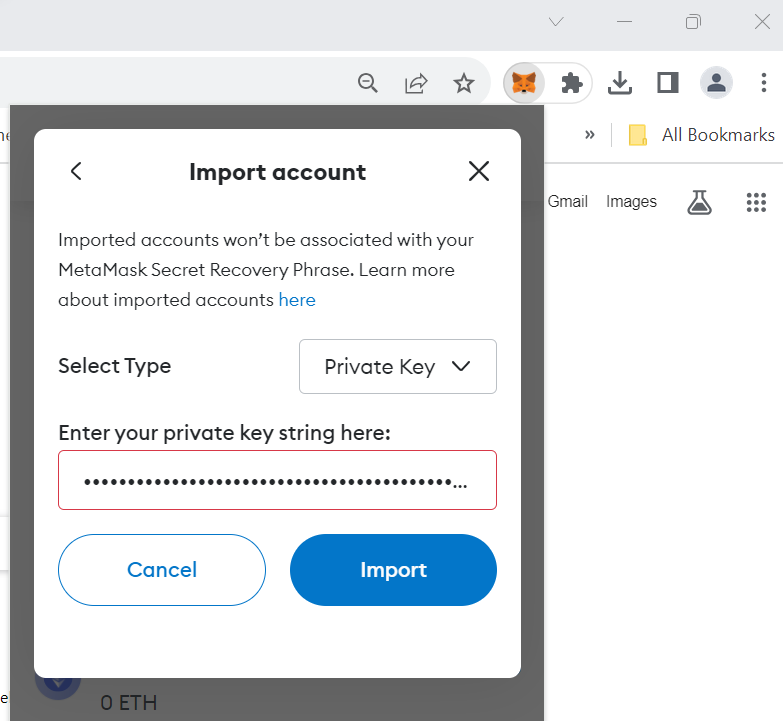 »
All Bookmarks
Gmail
Images
Import account
Imported accounts won’t be associated with your
MetaMask Secret Recovery Phrase. Learn more
about imported accounts here
Select Type
Private Key
Enter your private key string here:
••••••••••••••••••••••••••••••••••••••••••...
Cancel
Import
0 ETH